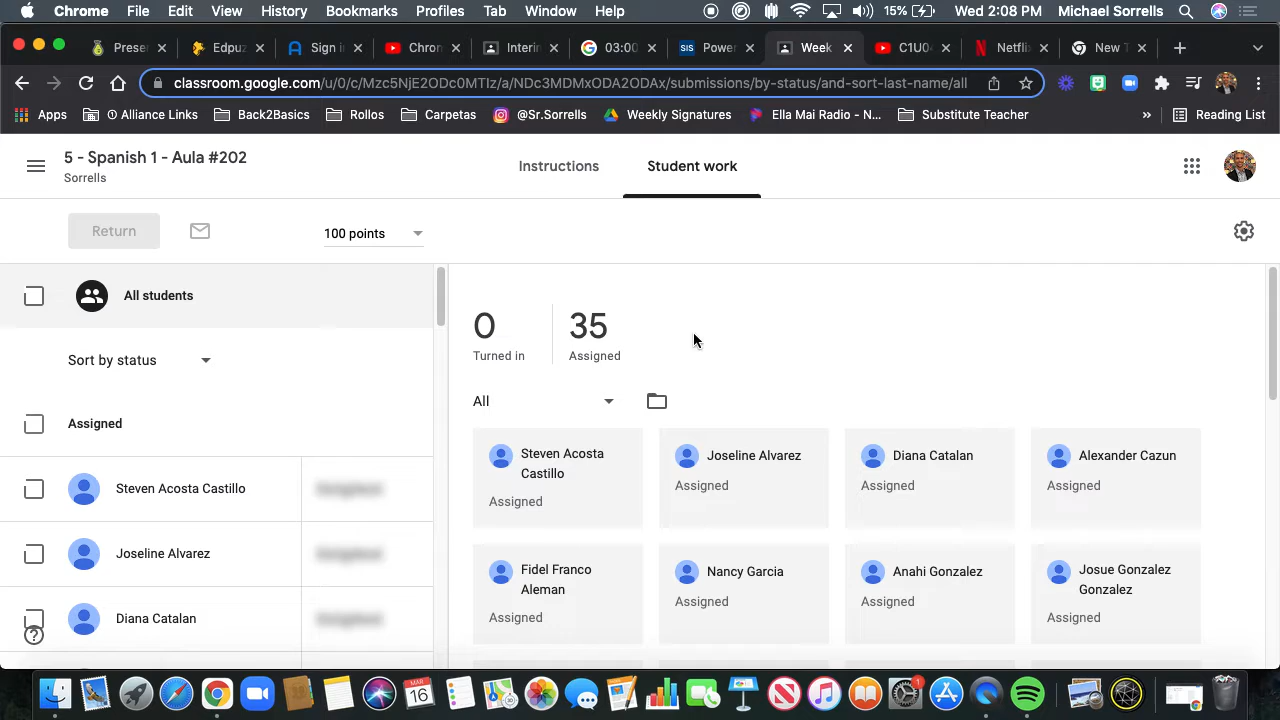 Chrome File Edit View History Bookmarks Profiles Tab Window Help 15% Wed 2:08 PM Michael Sorrells
Prese Edpuz Sign i Chron Interi 03:00 Power Week C1U0 Netfli New T
classroom.google.com/u/0/c/Mzc5NjE2ODc0MTIz/a/NDc3MDMxODA2ODAx/submissions/by-status/and-sort-last-name/all
Apps Alliance Links Back2Basics Rollos Carpetas @Sr.Sorrells Weekly Signatures Ella Mai Radio - N... Substitute Teacher » Reading List
5 - Spanish 1 - Aula #202
Sorrells
Instructions Student work
Return 100 points
All students
0 35
Turned in Assigned
Sort by status
All
Assigned
Steven Acosta Castillo
Joseline Alvarez
Diana Catalan
Steven Acosta
Castillo
Assigned
Joseline Alvarez
Assigned
Diana Catalan
Assigned
Alexander Cazun
Assigned
Fidel Franco
Aleman
Assigned
Nancy Garcia
Assigned
Anahi Gonzalez
Assigned
Josue Gonzalez
Gonzalez
Assigned
MAR
16
1